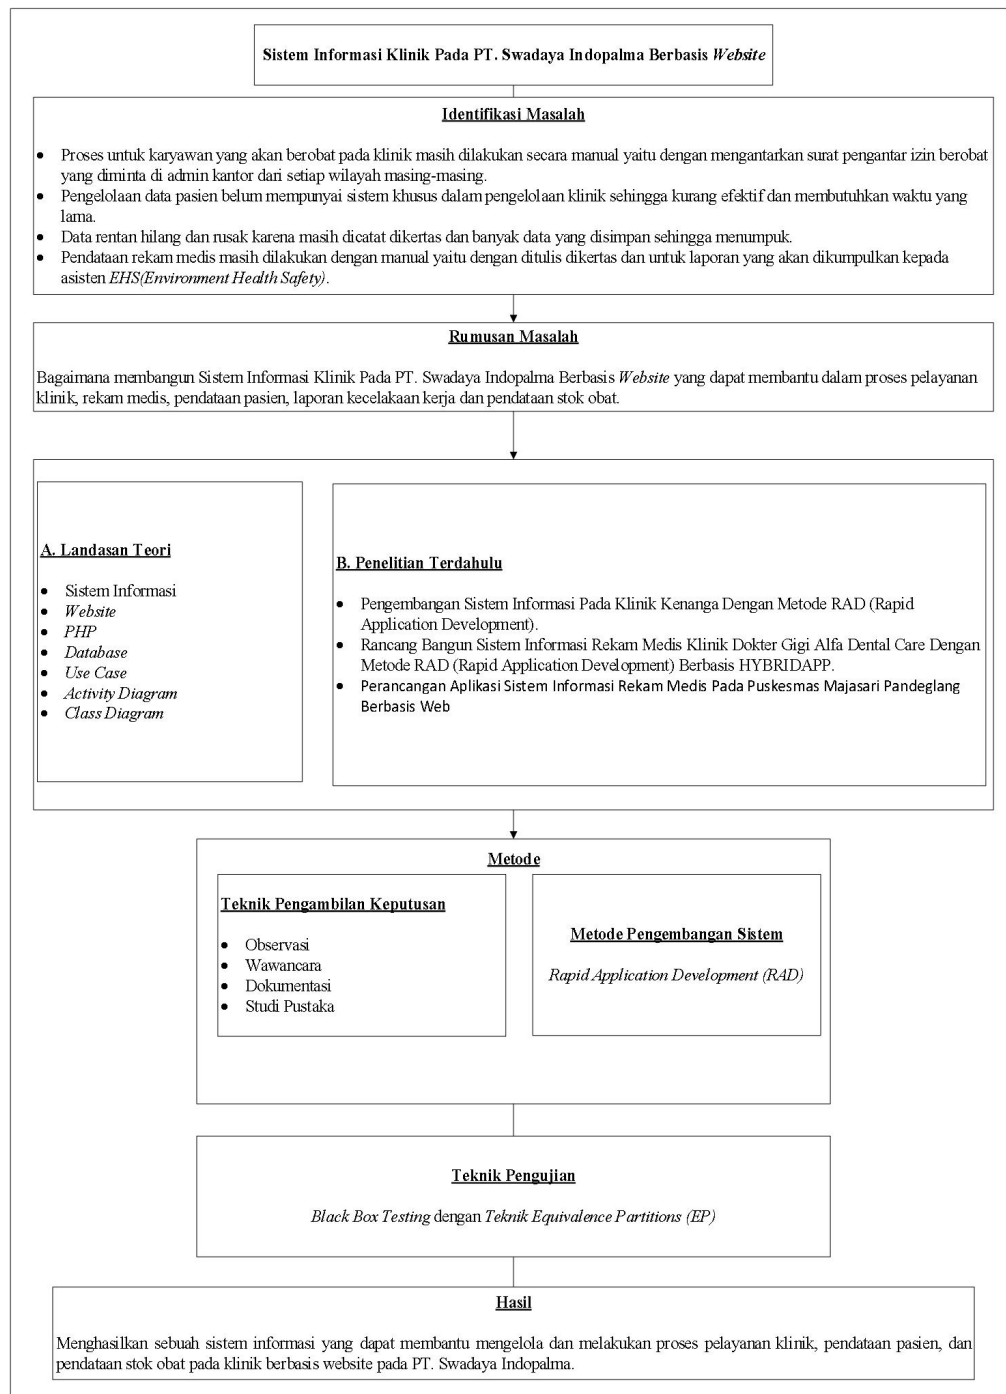 Sistem Informasi Klinik Pada PT. Swadaya Indopalma Berbasis Website
Identifikasi Masalah
• Proses untuk karyawan yang akan berobat pada klinik masih dilakukan secara manual yaitu dengan mengantarkan surat pengantar izin berobat
yang diminta di admin kantor dari setiap wilayah masing-masing.
• Pengelolaan data pasien belum mempunyai sistem khusus dalam pengelolaan klinik sehingga kurang efektif dan membutuhkan waktu yang
lama.
• Data rentan hilang dan rusak karena masih dicatat dikertas dan banyak data yang disimpan sehingga menumpuk.
• Pendataan rekam medis masih dilakukan dengan manual yaitu dengan ditulis dikertas dan untuk laporan yang akan dikumpulkan kepada
asisten EHS(Environment Health Safety).
Rumusan Masalah
Bagaimana membangun Sistem Informasi Klinik Pada PT. Swadaya Indopalma Berbasis Website yang dapat membantu dalam proses pelayanan
klinik, rekam medis, pendataan pasien, laporan kecelakaan kerja dan pendataan stok obat.
A. Landasan Teori
• Sistem Informasi
• Website
• PHP
• Database
• Use Case
• Activity Diagram
• Class Diagram
B. Penelitian Terdahulu
• Pengembangan Sistem Informasi Pada Klinik Kenanga Dengan Metode RAD (Rapid
Application Development).
• Rancang Bangun Sistem Informasi Rekam Medis Klinik Dokter Gigi Alfa Dental Care Dengan
Metode RAD (Rapid Application Development) Berbasis HYBRIDAPP.
• Perancangan Aplikasi Sistem Informasi Rekam Medis Pada Puskesmas Majasari Pandeglang
Berbasis Web
Metode
Teknik Pengambilan Keputusan
• Observasi
• Wawancara
• Dokumentasi
• Studi Pustaka
Metode Pengembangan Sistem
Rapid Application Development (RAD)
Teknik Pengujian
Black Box Testing dengan Teknik Equivalence Partitions (EP)
Hasil
Menghasilkan sebuah sistem informasi yang dapat membantu mengelola dan melakukan proses pelayanan klinik, pendataan pasien, dan
pendataan stok obat pada klinik berbasis website pada PT. Swadaya Indopalma.